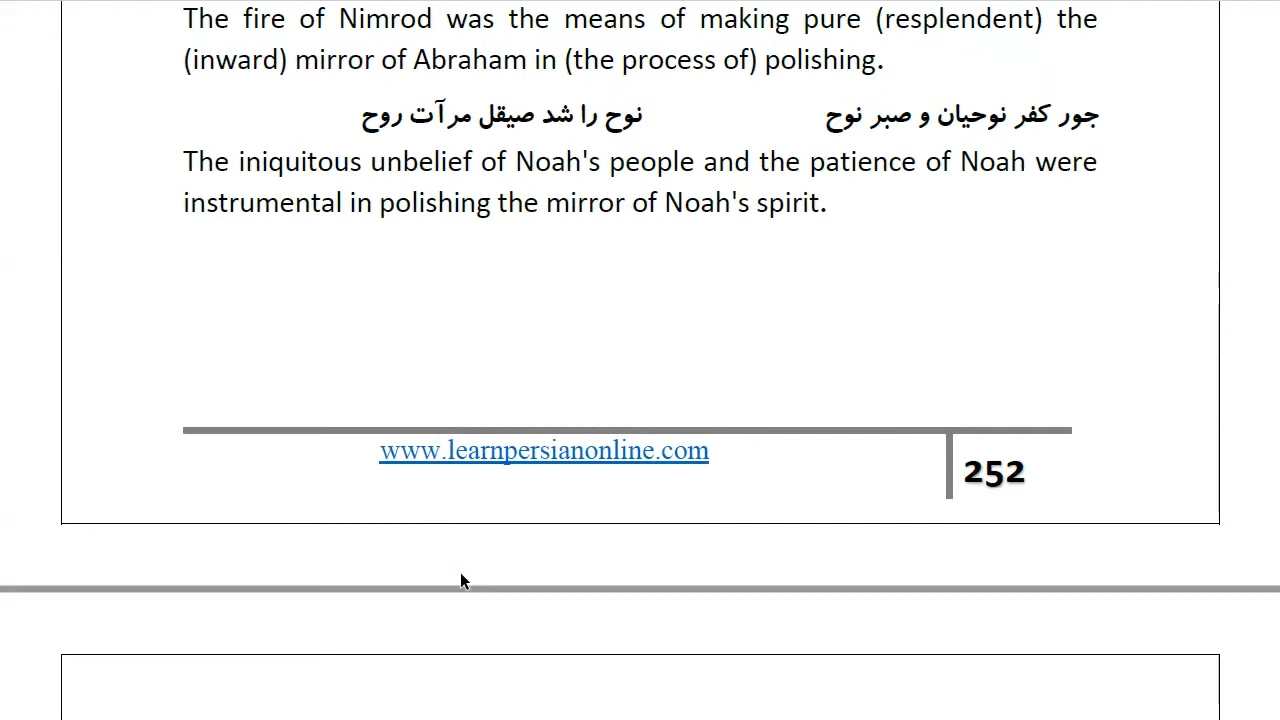 The fire of Nimrod was the means of making pure (resplendent) the
(inward) mirror of Abraham in (the process of) polishing.
جور کفر نوحیان و صبر نوح نوح را شد صیقل مرآت روح
The iniquitous unbelief of Noah's people and the patience of Noah were
instrumental in polishing the mirror of Noah's spirit.
www.learnpersianonline.com
252